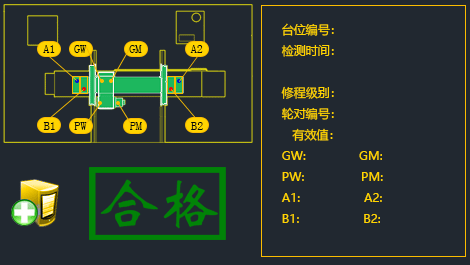 A1 GW GM A2
B1 PW PM B2
合格
台位编号:
检测时间:
修程级别:
轮对编号:
有效值:
GW: GM:
PW: PM:
A1: A2:
B1: B2: